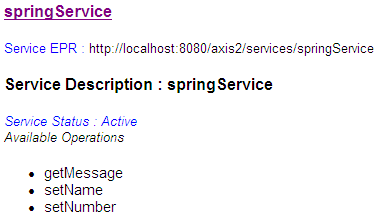 springService
Service EPR : http://localhost:8080/axis2/services/springService
Service Description : springService
Service Status : Active
Available Operations
getMessage
setName
setNumber